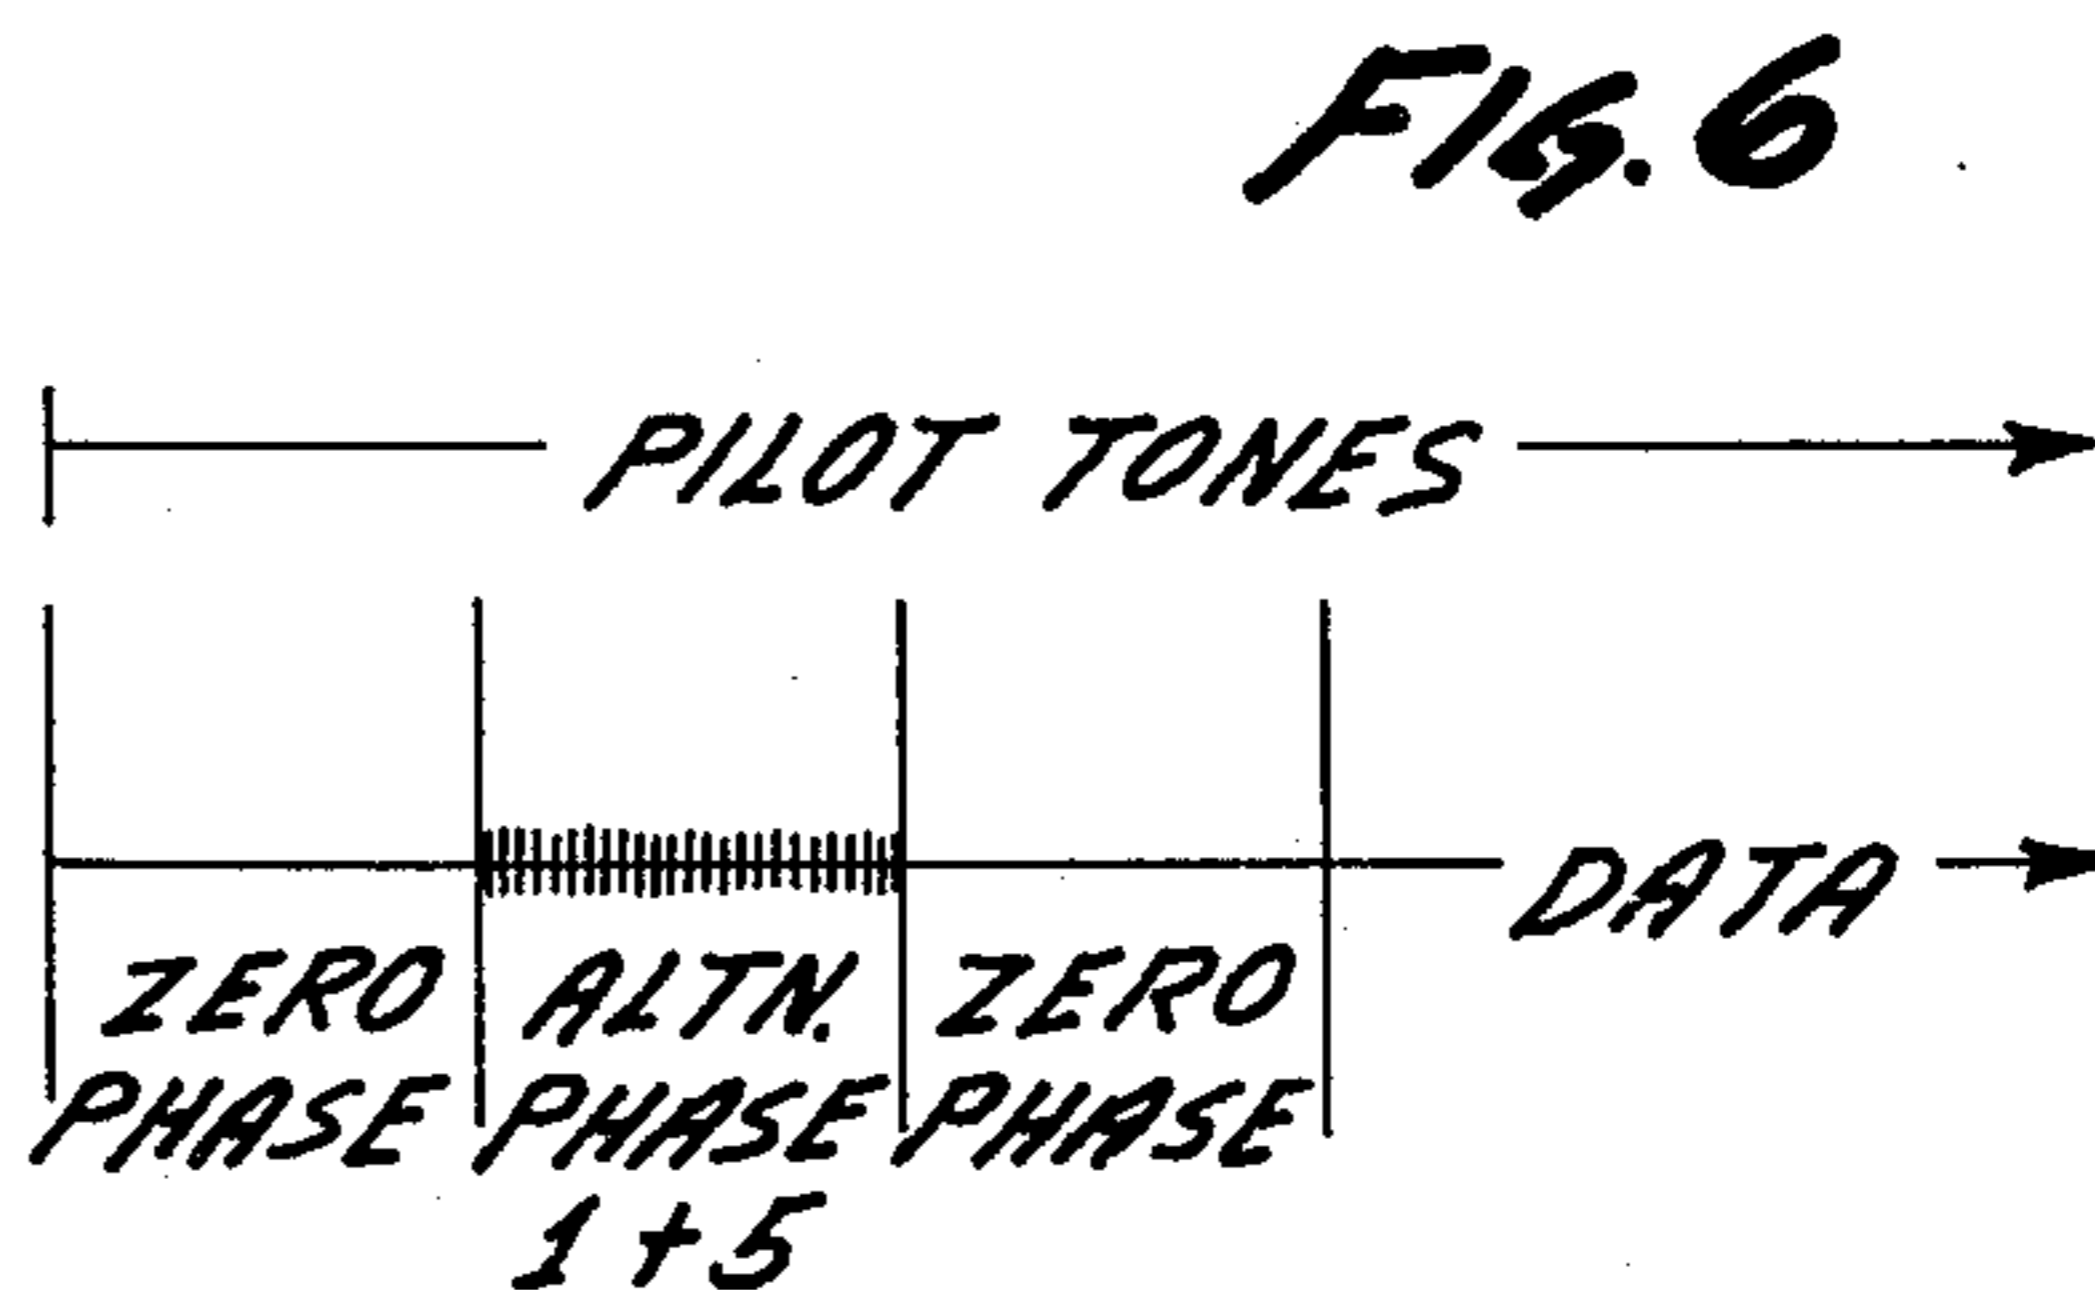 FIG. 6
PILOT TONES
DATA
ZERO ALTN. ZERO
PHASE PHASE PHASE
1 + 5